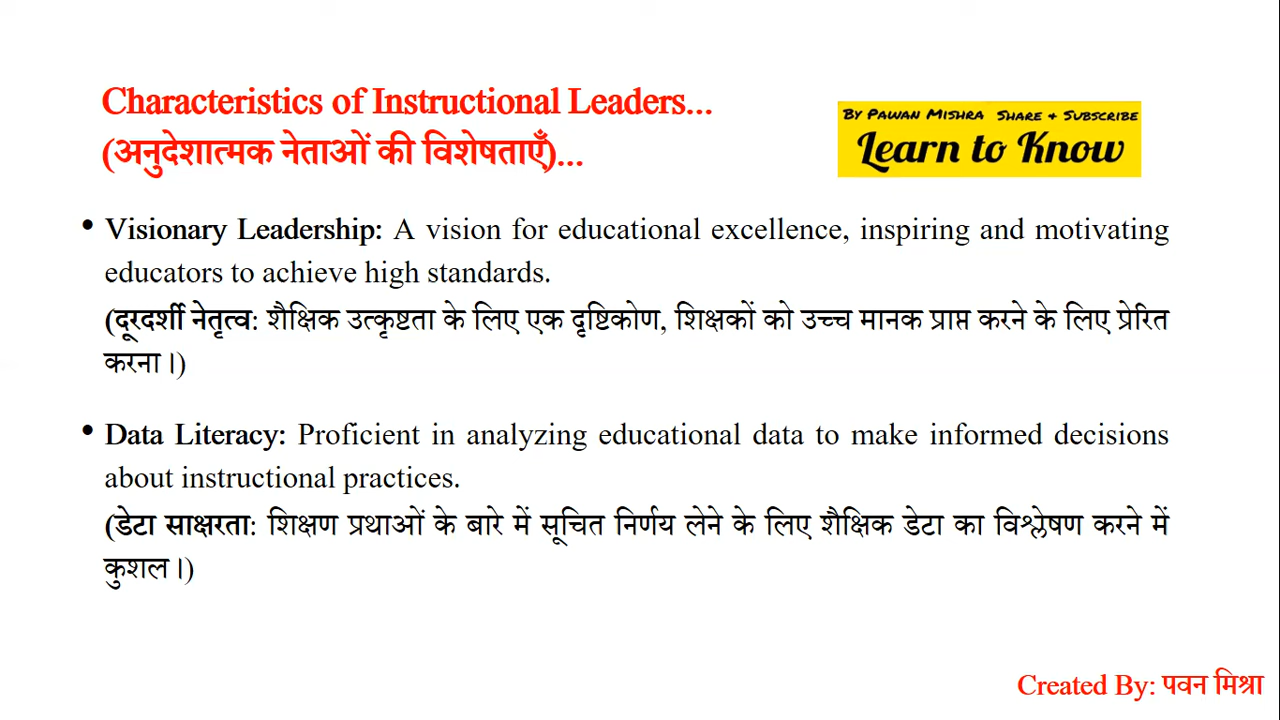 Characteristics of Instructional Leaders...
(अनुदेशात्मक नेताओं की विशेषताएँ)...
By Pawan Mishra Share & Subscribe
Learn to Know
• Visionary Leadership: A vision for educational excellence, inspiring and motivating
educators to achieve high standards.
(दूरदर्शी नेतृत्व: शैक्षिक उत्कृष्टता के लिए एक दृष्टिकोण, शिक्षकों को उच्च मानक प्राप्त करने के लिए प्रेरित
करना।)
• Data Literacy: Proficient in analyzing educational data to make informed decisions
about instructional practices.
(डेटा साक्षरता: शिक्षण प्रथाओं के बारे में सूचित निर्णय लेने के लिए शैक्षिक डेटा का विश्लेषण करने में
कुशल।)
Created By: पवन मिश्रा